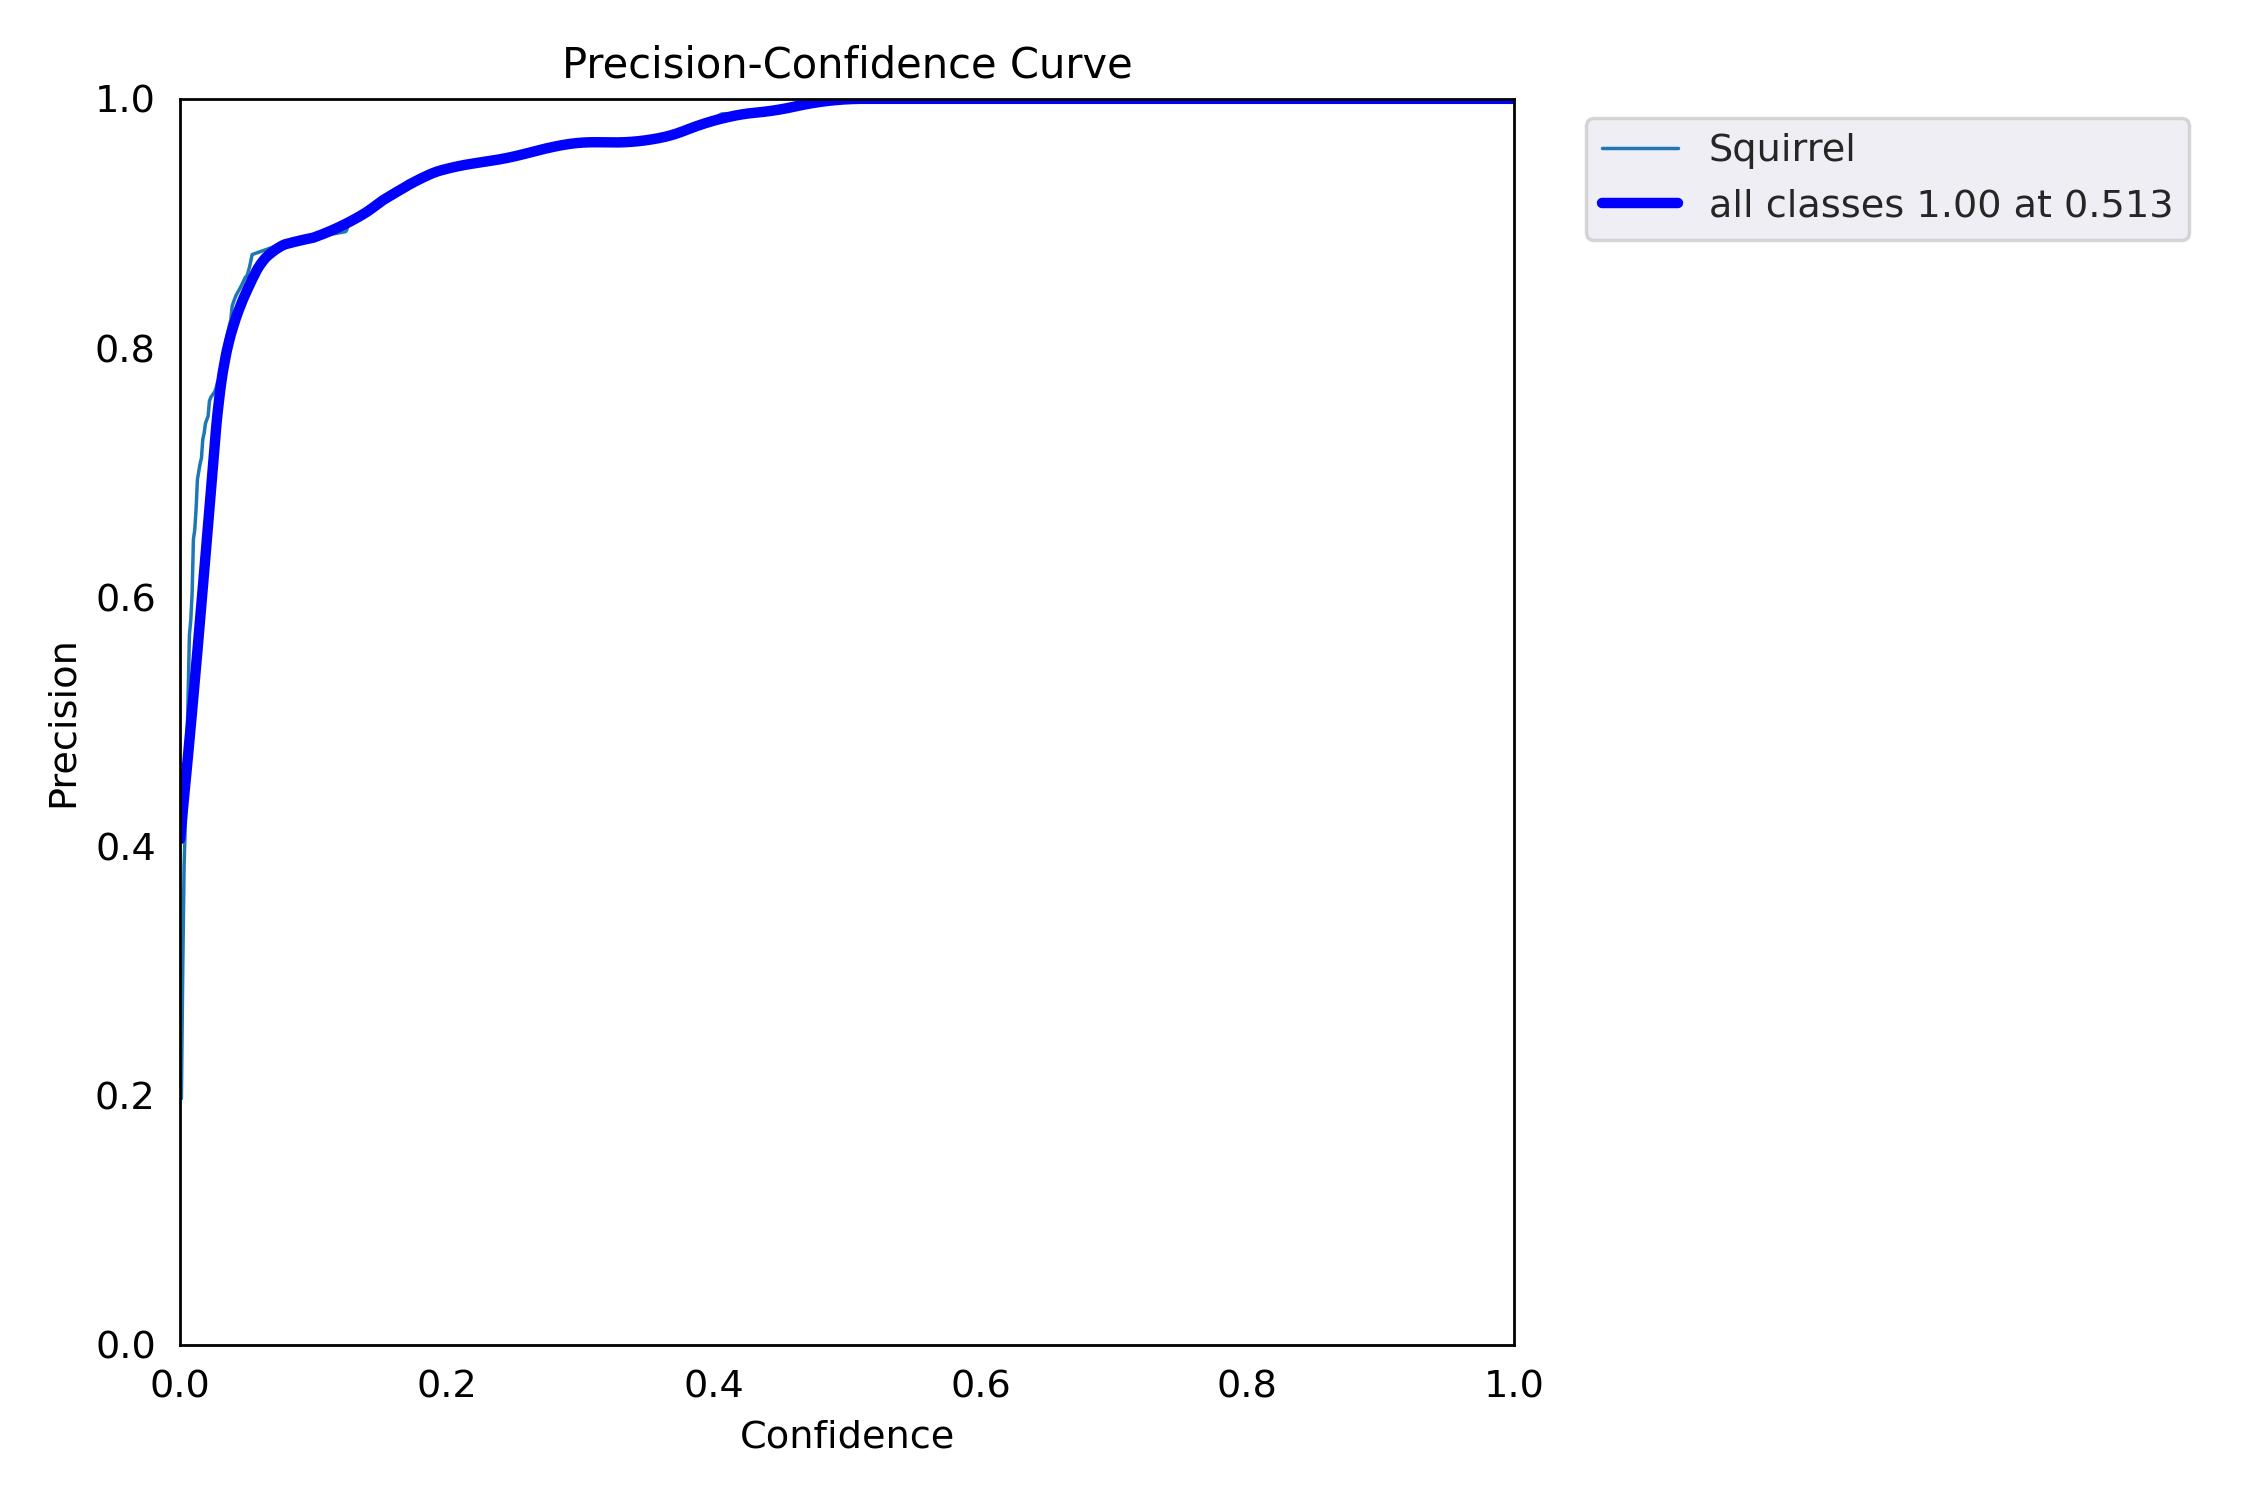 Precision-Confidence Curve
1.0
0.8
0.6
0.4
0.2
0.0
Precision
0.0 0.2 0.4 0.6 0.8 1.0
Confidence
Squirrel
all classes 1.00 at 0.513